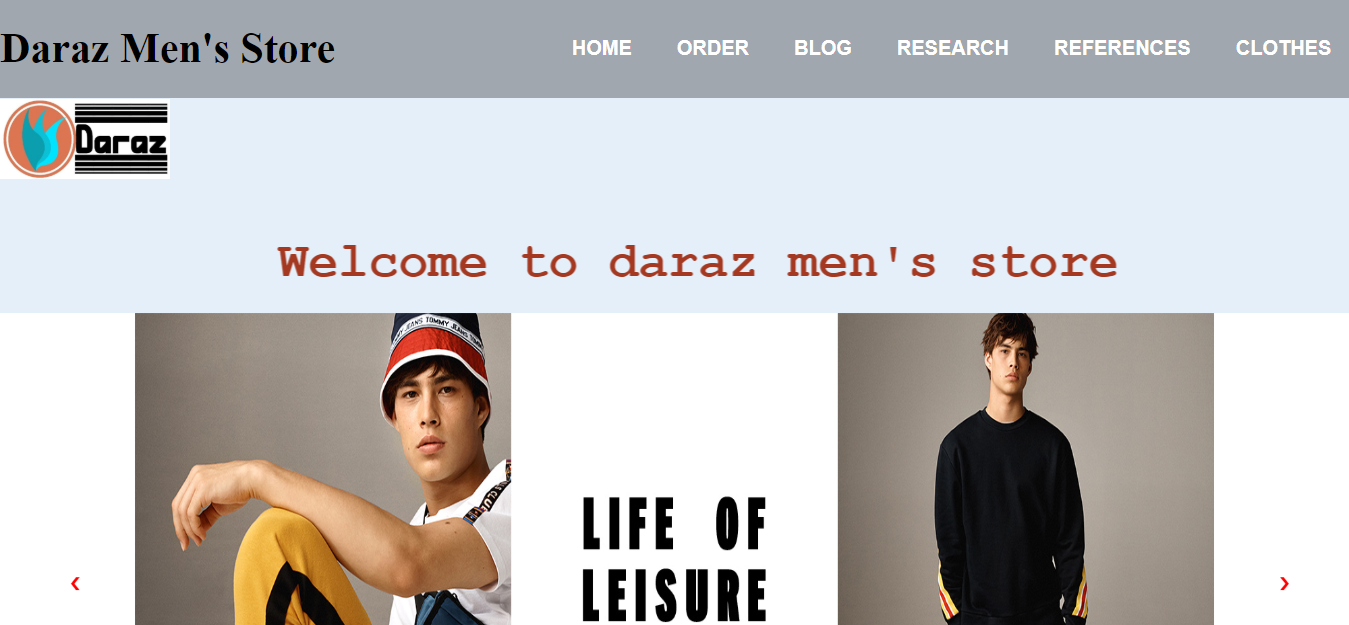 Daraz Men's Store
HOME ORDER BLOG RESEARCH REFERENCES CLOTHES
Daraz
Welcome to daraz men's store
JEANS TOMMY JEANS TOMMY
LIFE OF
LEISURE
‹ ›